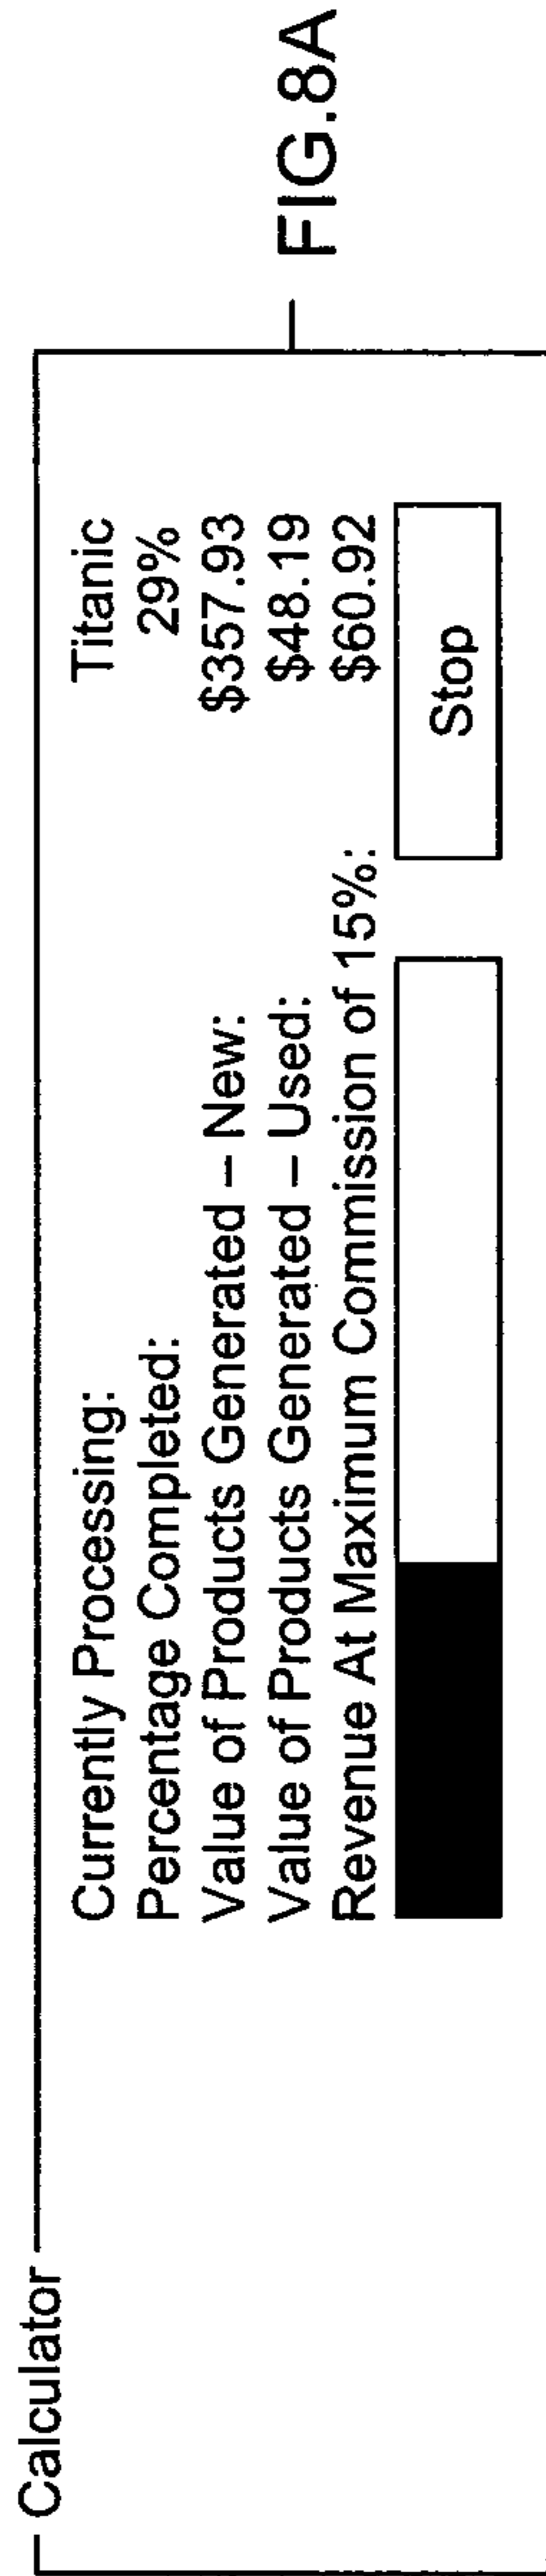 Calculator
Currently Processing: Titanic
Percentage Completed: 29%
Value of Products Generated – New: $357.93
Value of Products Generated – Used: $48.19
Revenue At Maximum Commission of 15%: $60.92
Stop
FIG.8A